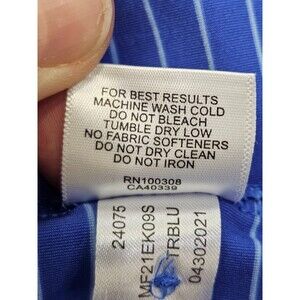 FOR BEST RESULTS
MACHINE WASH COLD
DO NOT BLEACH
TUMBLE DRY LOW
NO FABRIC SOFTENERS
DO NOT DRY CLEAN
DO NOT IRON
RN100308
CA40339
24075
MF21EK09S
TRBLU
04302021